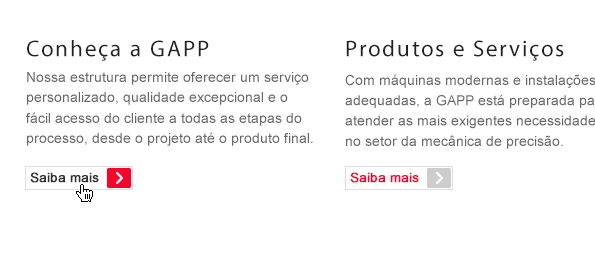 Conheça a GAPP
Nossa estrutura permite oferecer um serviço
personalizado, qualidade excepcional e o
fácil acesso do cliente a todas as etapas do
processo, desde o projeto até o produto final.
Saiba mais
Produtos e Serviços
Com máquinas modernas e instalações
adequadas, a GAPP está preparada pa
atender as mais exigentes necessidade
no setor da mecânica de precisão.
Saiba mais